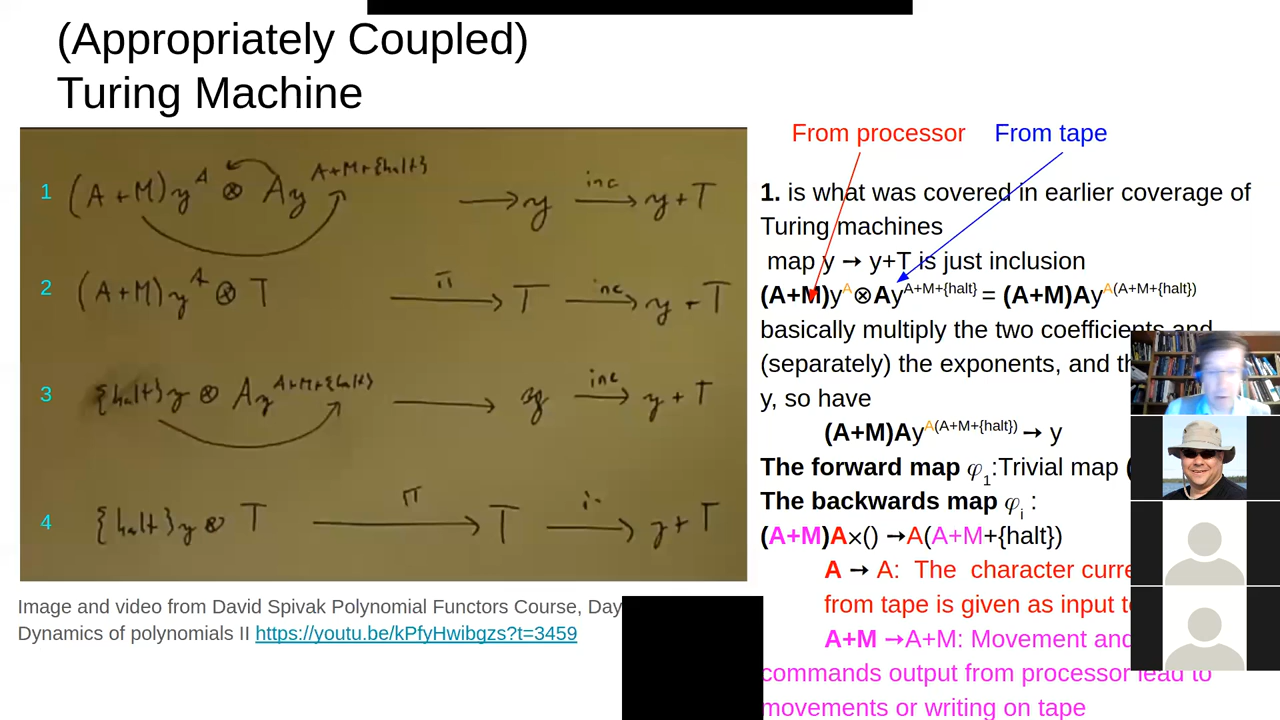 (Appropriately Coupled)
Turing Machine
1 (A+M)y^A ⊗ Ay^{A+M+{halt}} ⟶ y ⟶inc y+T
2 (A+M)y^A ⊗ T ⟶π T ⟶inc y+T
3 {halt}y ⊗ Ay^{A+M+{halt}} ⟶ y ⟶inc y+T
4 {halt}y ⊗ T ⟶π T ⟶in y+T
Image and video from David Spivak Polynomial Functors Course, Day
Dynamics of polynomials II https://youtu.be/kPfyHwibgzs?t=3459
From processor From tape
1. is what was covered in earlier coverage of
Turing machines
map y → y+T is just inclusion
(A+M)y^A⊗Ay^{A+M+{halt}} = (A+M)Ay^{A(A+M+{halt})}
basically multiply the two coefficients and
(separately) the exponents, and
y, so have
(A+M)Ay^{A(A+M+{halt})} → y
The forward map φ₁:Trivial map (
The backwards map φᵢ :
(A+M)A×() →A(A+M+{halt})
A → A: The character
from tape is given as input
A+M →A+M: Movement and
commands output from processor lead to
movements or writing on tape